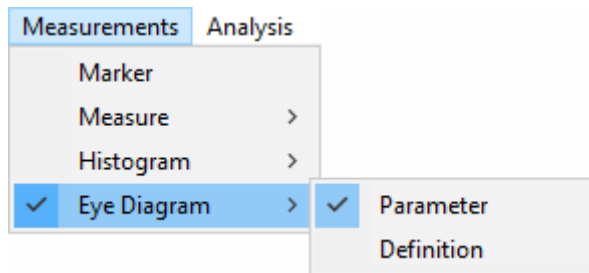 Measurements Analysis
Marker
Measure
Histogram
Eye Diagram
Parameter
Definition